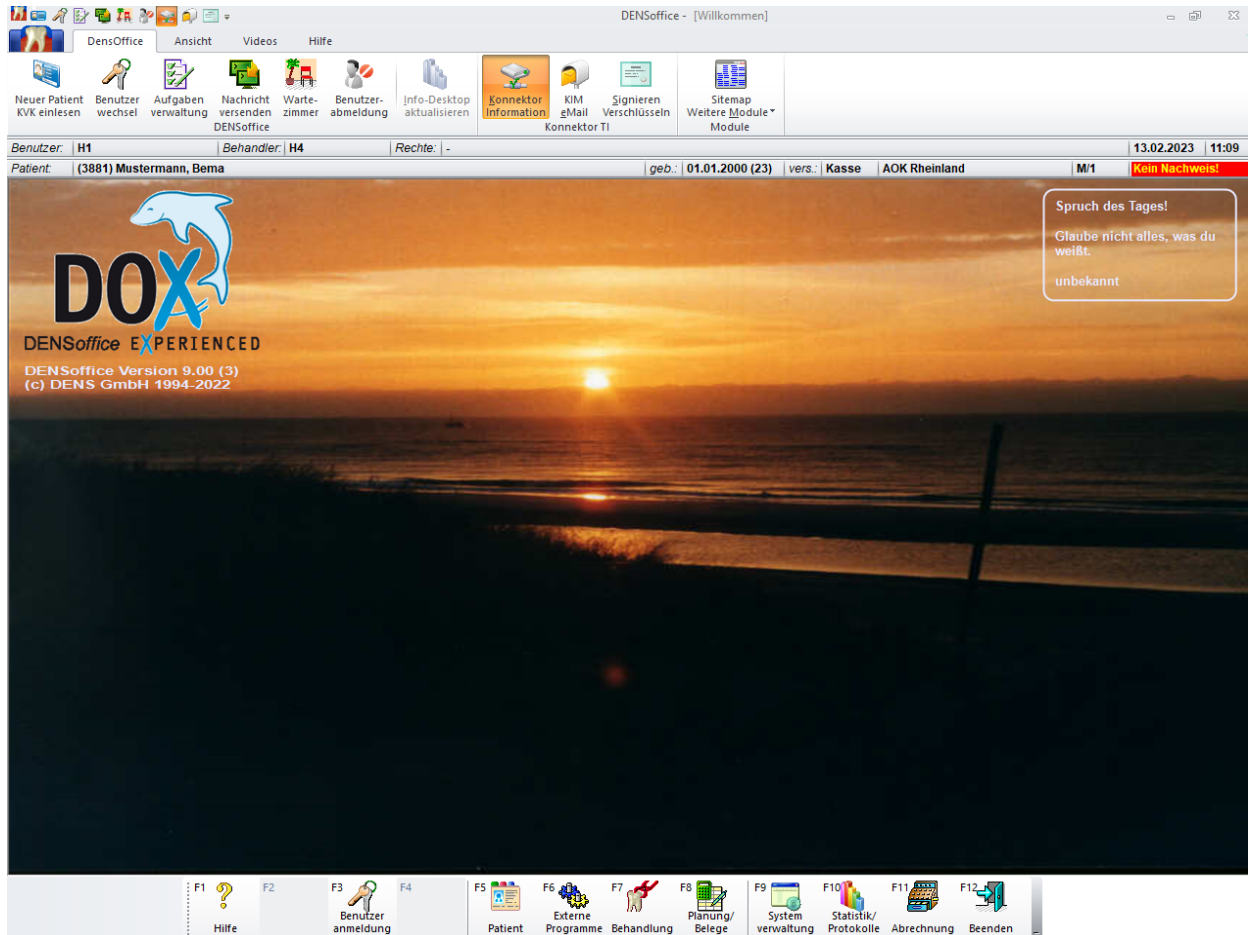 DENSoffice - [Willkommen]
DensOffice Ansicht Videos Hilfe
Neuer Patient KVK einlesen
Benutzer wechsel
Aufgaben verwaltung
Nachricht versenden
Warte-zimmer
Benutzer-abmeldung
Info-Desktop aktualisieren
Konnektor Information
KIM eMail
Signieren Verschlüsseln
Sitemap Weitere Module
DENSoffice Konnektor TI Module
Benutzer: H1 Behandler: H4 Rechte: - 13.02.2023 11:09
Patient: (3881) Mustermann, Bema geb.: 01.01.2000 (23) vers.: Kasse AOK Rheinland M/1 Kein Nachweis!
Spruch des Tages!
Glaube nicht alles, was du
weißt.
unbekannt
DOX
DENSoffice EXPERIENCED
DENSoffice Version 9.00 (3)
(c) DENS GmbH 1994-2022
F1 Hilfe
F2
F3 Benutzer anmeldung
F4
F5 Patient
F6 Externe Programme
F7 Behandlung
F8 Planung/ Belege
F9 System verwaltung
F10 Statistik/ Protokolle
F11 Abrechnung
F12 Beenden